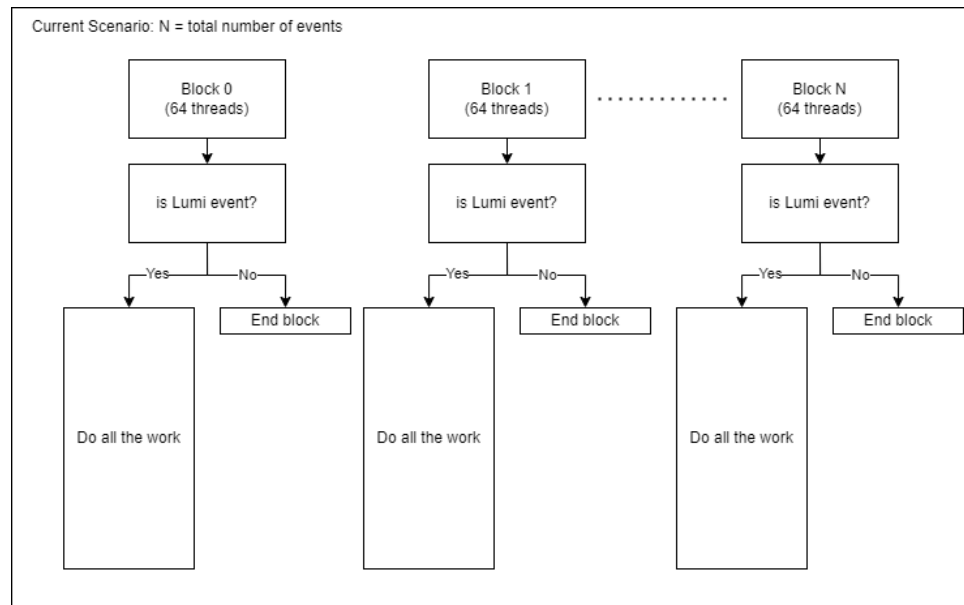 Current Scenario: N = total number of events
Block 0
(64 threads)
Block 1
(64 threads)
Block N
(64 threads)
is Lumi event?
is Lumi event?
is Lumi event?
Yes
No
Yes
No
Yes
No
Do all the work
End block
Do all the work
End block
Do all the work
End block